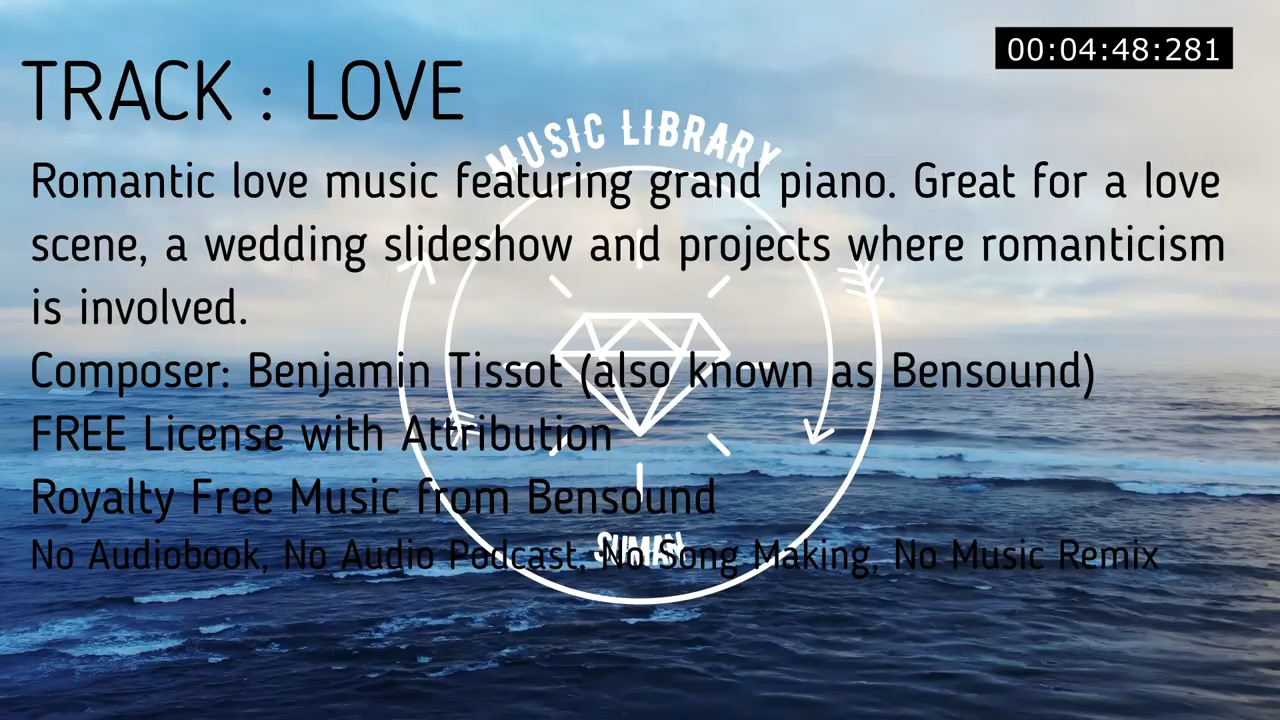 00:04:48:281
TRACK : LOVE
MUSIC LIBRARY
Romantic love music featuring grand piano. Great for a love
scene, a wedding slideshow and projects where romanticism
is involved.
Composer: Benjamin Tissot (also known as Bensound)
FREE License with Attribution
Royalty Free Music from Bensound
No Audiobook, No Audio Podcast, No Song Making, No Music Remix